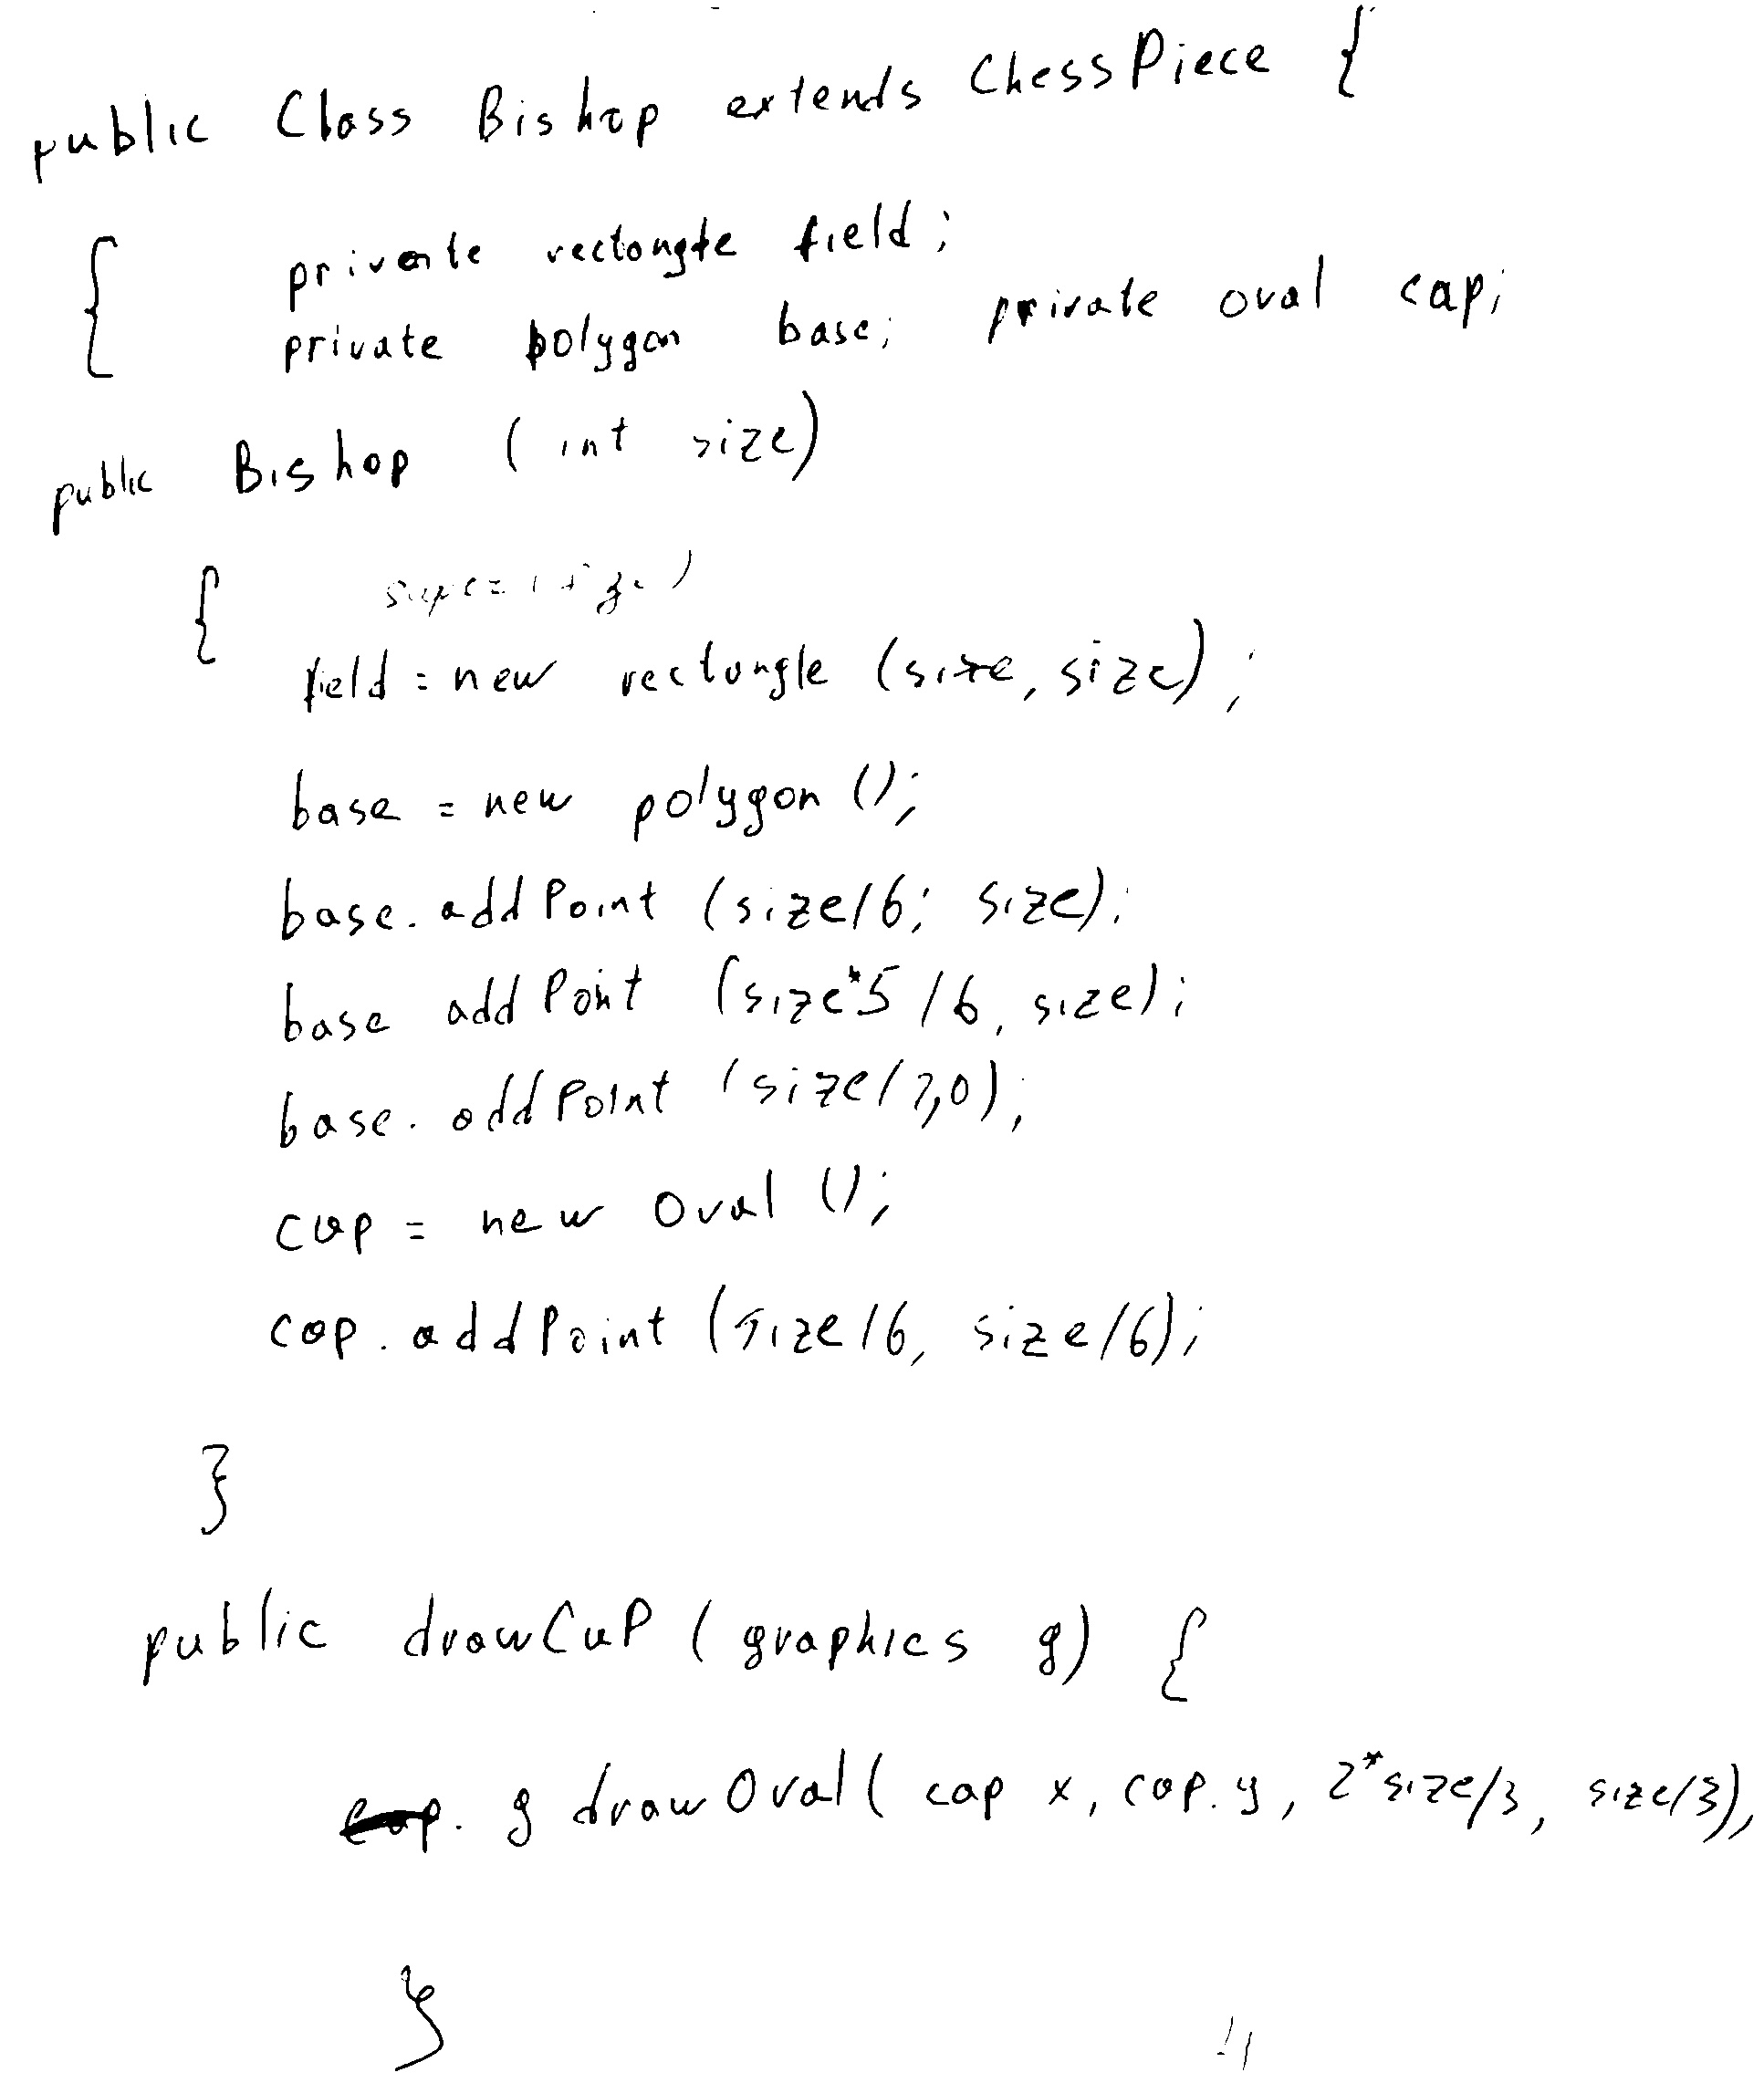 public Class Bishop extends ChessPiece {
{ private rectangle field;
private polygon base; private oval cap;
public Bishop (int size)
{
field = new rectangle (size, size);
base = new polygon ();
base.addPoint (size/6; size);
base addPoint (size*5/6, size);
base.addPoint (size/2,0);
cap = new Oval ();
cap.addPoint (size/6, size/6);
}
public drawCap (graphics g) {
. g drawOval( cap x, cap.y, 2*size/3, size/3),
}